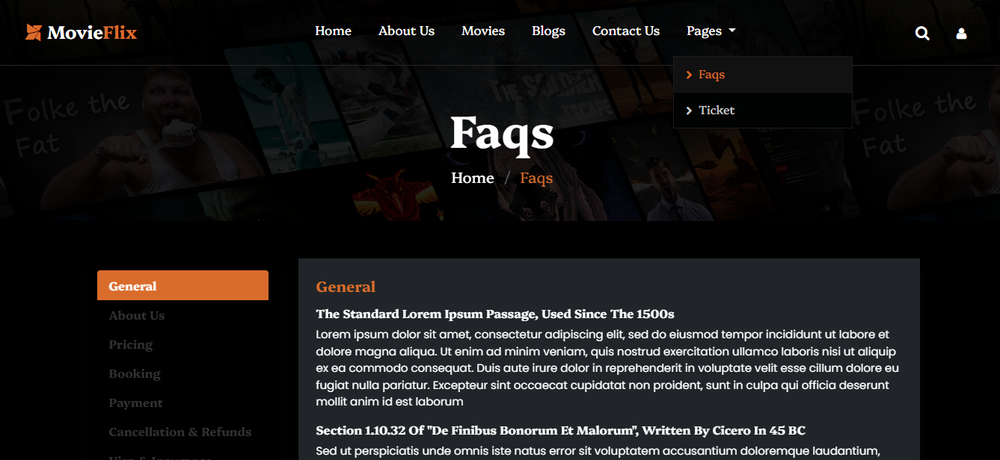 MovieFlix
Home
About Us
Movies
Blogs
Contact Us
Pages
Faqs
Ticket
Folke the
Fat
THE SOLDIER
ESCAPE
Folke the
Fat
Faqs
Home / Faqs
General
About Us
Pricing
Booking
Payment
Cancellation & Refunds
General
The Standard Lorem Ipsum Passage, Used Since The 1500s
Lorem ipsum dolor sit amet, consectetur adipiscing elit, sed do eiusmod tempor incididunt ut labore et
dolore magna aliqua. Ut enim ad minim veniam, quis nostrud exercitation ullamco laboris nisi ut aliquip
ex ea commodo consequat. Duis aute irure dolor in reprehenderit in voluptate velit esse cillum dolore eu
fugiat nulla pariatur. Excepteur sint occaecat cupidatat non proident, sunt in culpa qui officia deserunt
mollit anim id est laborum
Section 1.10.32 Of "De Finibus Bonorum Et Malorum", Written By Cicero In 45 BC
Sed ut perspiciatis unde omnis iste natus error sit voluptatem accusantium doloremque laudantium,